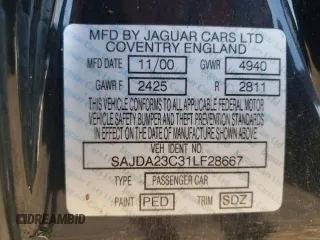 MFD BY JAGUAR CARS LTD
COVENTRY ENGLAND
MFD DATE 11/00 GVWR 4940
GAWR F 2425 R 2811
THIS VEHICLE CONFORMS TO ALL APPLICABLE FEDERAL MOTOR
VEHICLE SAFETY, BUMPER AND THEFT PREVENTION STANDARDS
IN EFFECT ON THE DATE OF MANUFACTURE SHOWN ABOVE
VEH IDENT NO:
SAJDA23C31LF28667
TYPE PASSENGER CAR
PAINT PED TRIM SDZ
DREAMBID